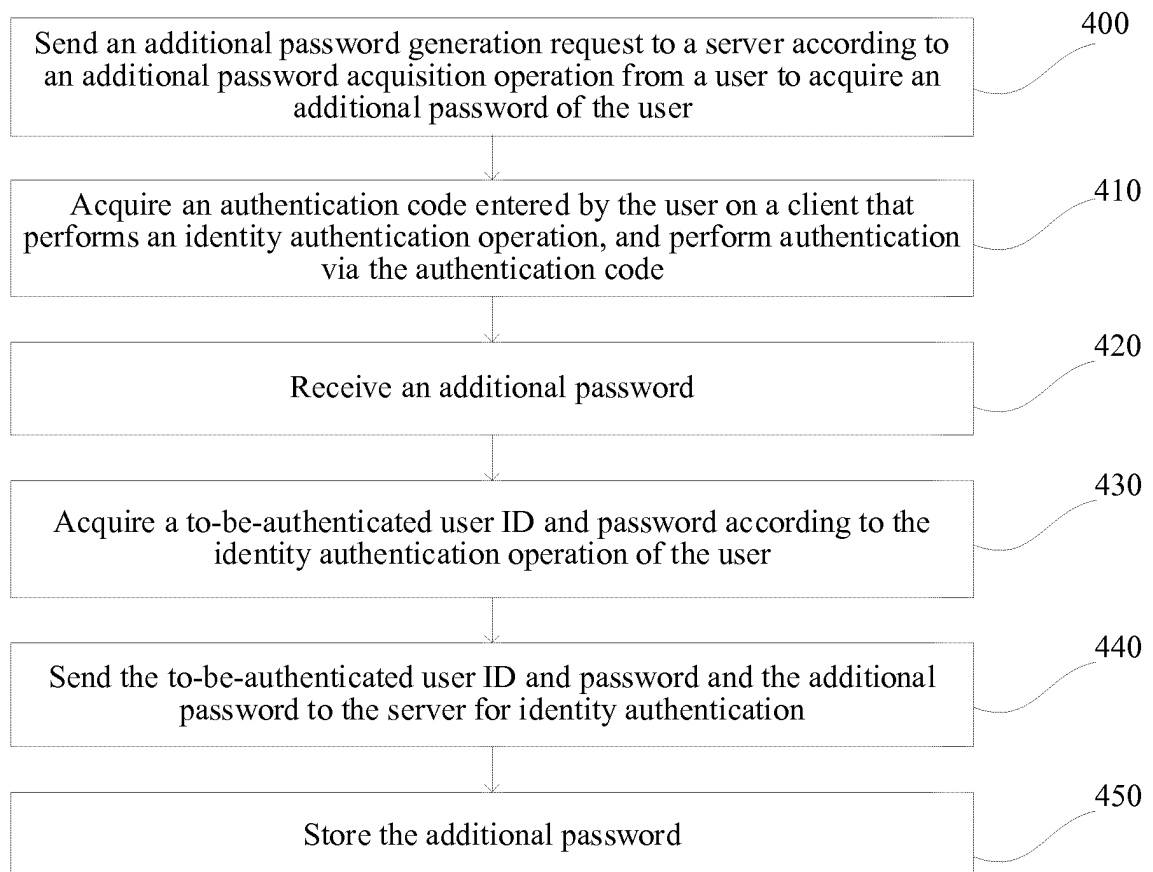 Send an additional password generation request to a server according to
an additional password acquisition operation from a user to acquire an
additional password of the user
400
Acquire an authentication code entered by the user on a client that
performs an identity authentication operation, and perform authentication
via the authentication code
410
Receive an additional password
420
Acquire a to-be-authenticated user ID and password according to the
identity authentication operation of the user
430
Send the to-be-authenticated user ID and password and the additional
password to the server for identity authentication
440
Store the additional password
450